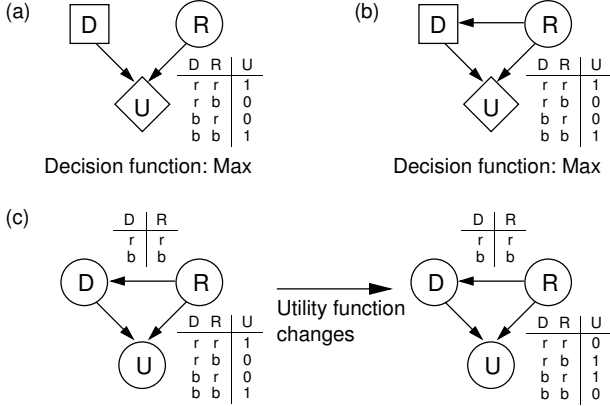 (a)
D
R
U
D R U
r r 1
r b 0
b r 0
b b 1
Decision function: Max
(b)
D
R
U
D R U
r r 1
r b 0
b r 0
b b 1
Decision function: Max
(c)
D R
r r
b b
D
R
U
D R U
r r 1
r b 0
b r 0
b b 1
Utility function
changes
D R
r r
b b
D
R
U
D R U
r r 0
r b 1
b r 1
b b 0